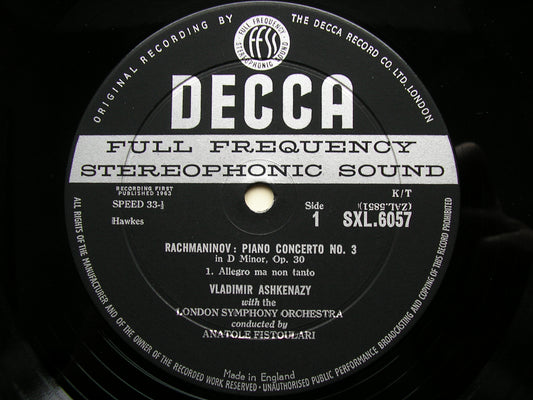 ORIGINAL RECORDING BY THE DECCA RECORD CO. LTD., LONDON
FULL FREQUENCY
FFSS
STEREOPHONIC SOUND
DECCA
FULL FREQUENCY
STEREOPHONIC SOUND
RECORDING FIRST
PUBLISHED 1963
K/T
SPEED 33-⅓
Side
(ZAL.5551)
1
SXL.6057
Hawkes
RACHMANINOV: PIANO CONCERTO NO. 3
in D Minor, Op. 30
1. Allegro ma non tanto
VLADIMIR ASHKENAZY
with the
LONDON SYMPHONY ORCHESTRA
conducted by
ANATOLE FISTOULARI
Made in England
ALL RIGHTS OF THE MANUFACTURER AND OF THE OWNER OF THE RECORDED WORK RESERVED · UNAUTHORISED PUBLIC PERFORMANCE BROADCASTING AND COPYING OF THIS RECORD PROHIBITED